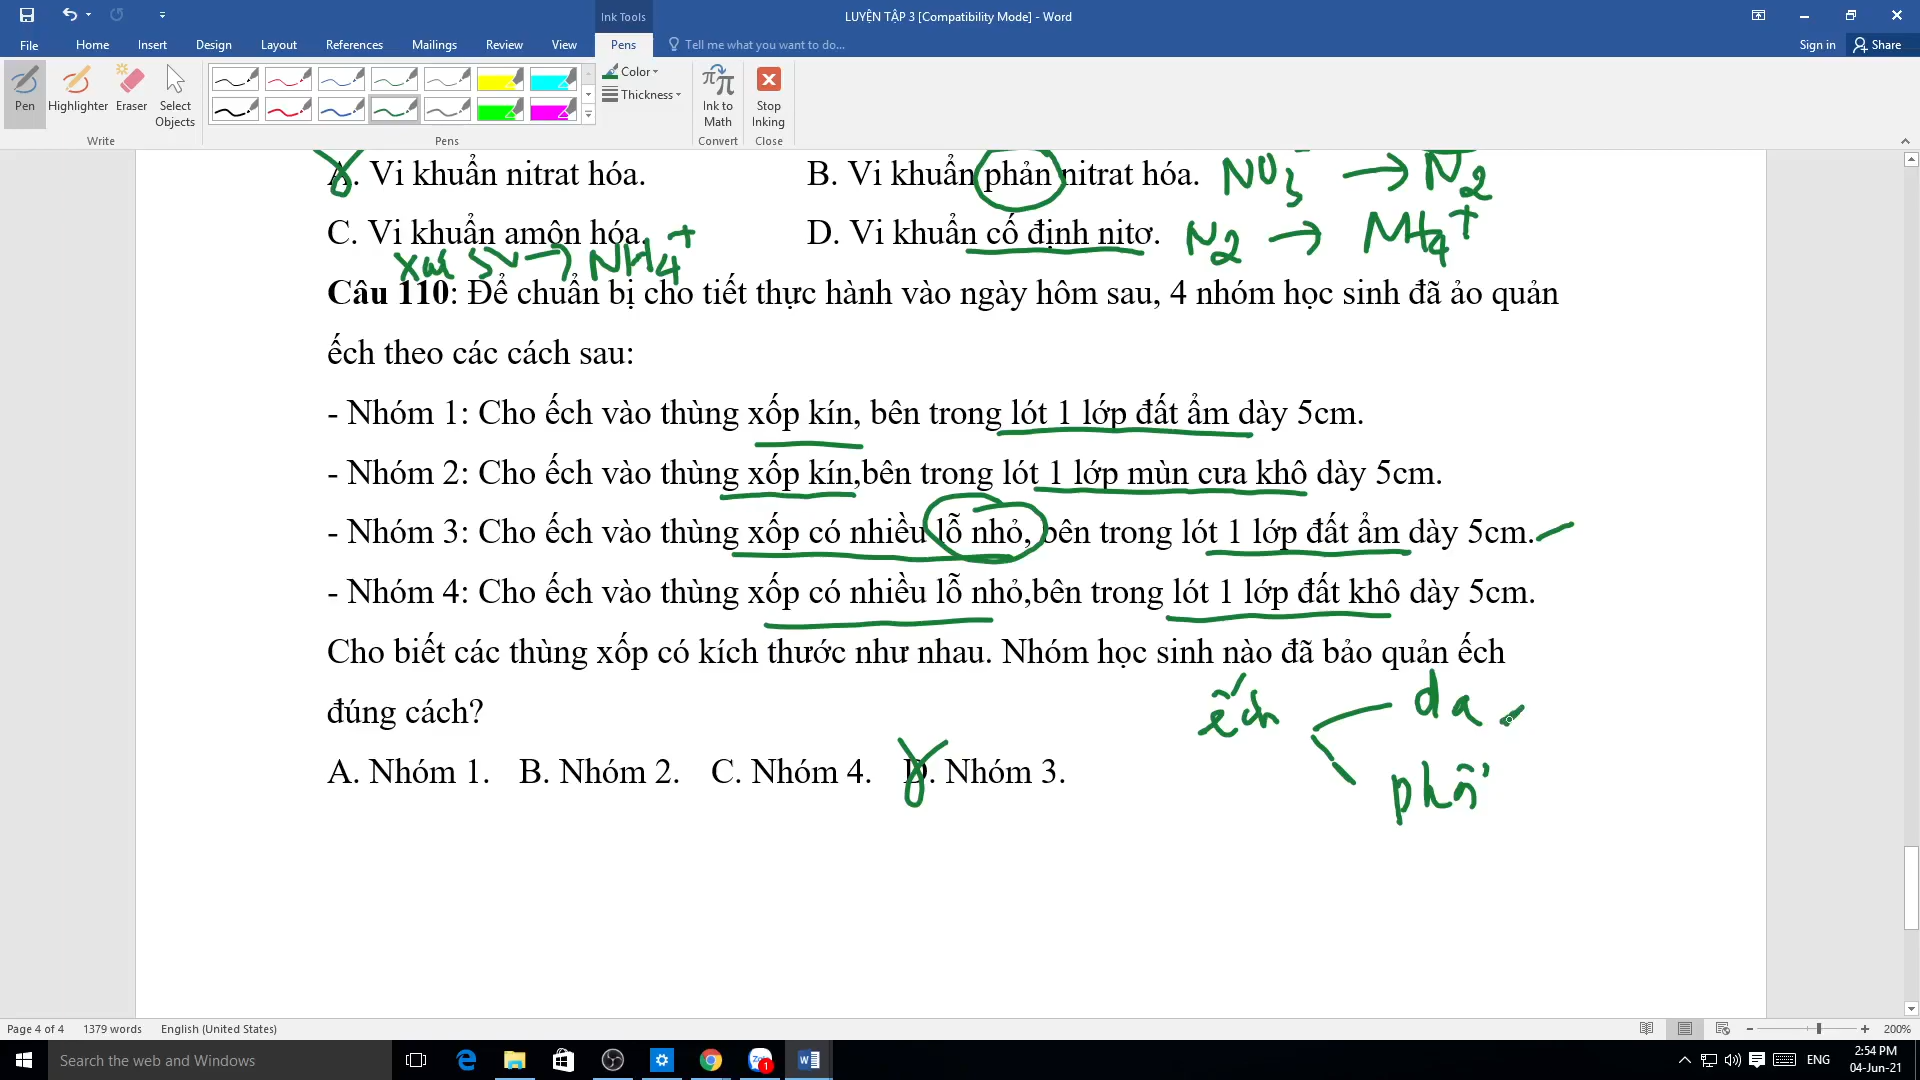 Ink Tools
LUYỆN TẬP 3 [Compatibility Mode] - Word
File Home Insert Design Layout References Mailings Review View Pens Tell me what you want to do... Sign in Share
Pen Highlighter Eraser Select Objects
Color
Thickness
Ink to Math
Stop Inking
Write Pens Convert Close
A. Vi khuẩn nitrat hóa. B. Vi khuẩn phản nitrat hóa. NO3- → N2
C. Vi khuẩn amôn hóa. D. Vi khuẩn cố định nitơ. N2 → NH4+
xác SV → NH4+
Câu 110: Để chuẩn bị cho tiết thực hành vào ngày hôm sau, 4 nhóm học sinh đã ảo quản
ếch theo các cách sau:
- Nhóm 1: Cho ếch vào thùng xốp kín, bên trong lót 1 lớp đất ẩm dày 5cm.
- Nhóm 2: Cho ếch vào thùng xốp kín,bên trong lót 1 lớp mùn cưa khô dày 5cm.
- Nhóm 3: Cho ếch vào thùng xốp có nhiều lỗ nhỏ, bên trong lót 1 lớp đất ẩm dày 5cm.
- Nhóm 4: Cho ếch vào thùng xốp có nhiều lỗ nhỏ,bên trong lót 1 lớp đất khô dày 5cm.
Cho biết các thùng xốp có kích thước như nhau. Nhóm học sinh nào đã bảo quản ếch
đúng cách?
ếch da
phổi
A. Nhóm 1. B. Nhóm 2. C. Nhóm 4. D. Nhóm 3.
Page 4 of 4 1379 words English (United States) 200%
Search the web and Windows
ENG
2:54 PM
04-Jun-21